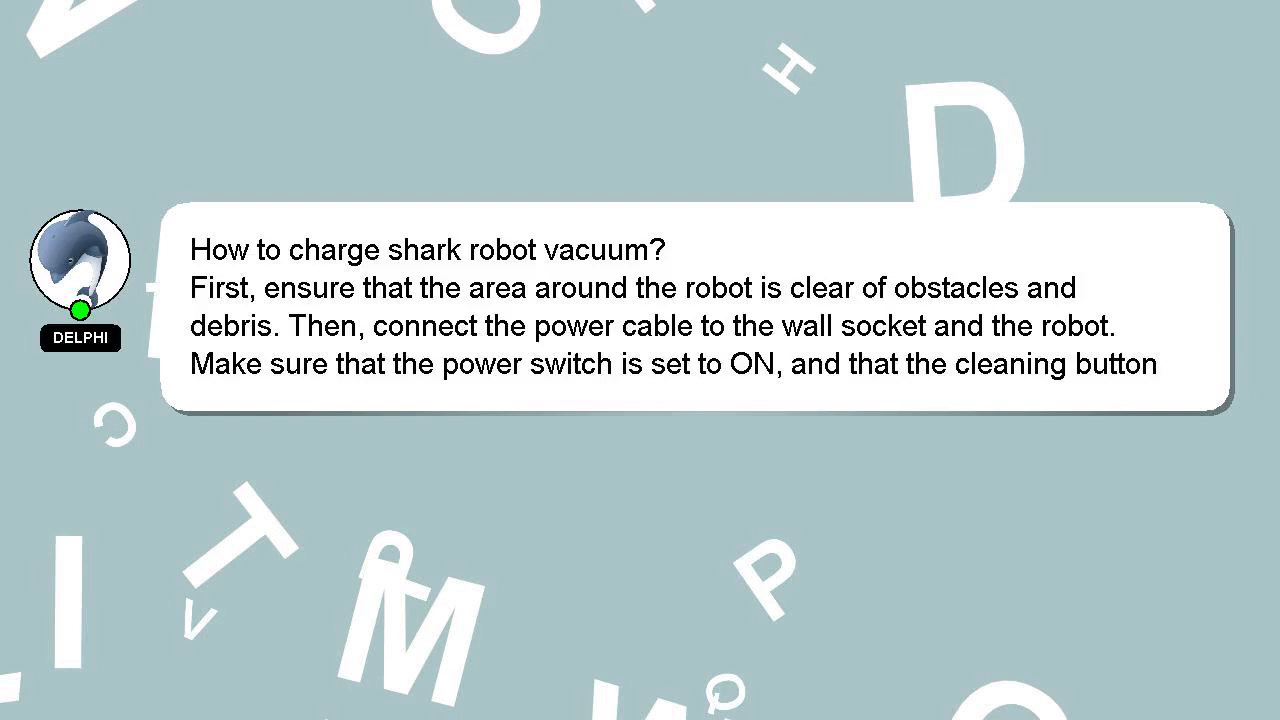 O
H
D
How to charge shark robot vacuum?
First, ensure that the area around the robot is clear of obstacles and
debris. Then, connect the power cable to the wall socket and the robot.
Make sure that the power switch is set to ON, and that the cleaning button
DELPHI
C
T
I
V
P
M
P
Q